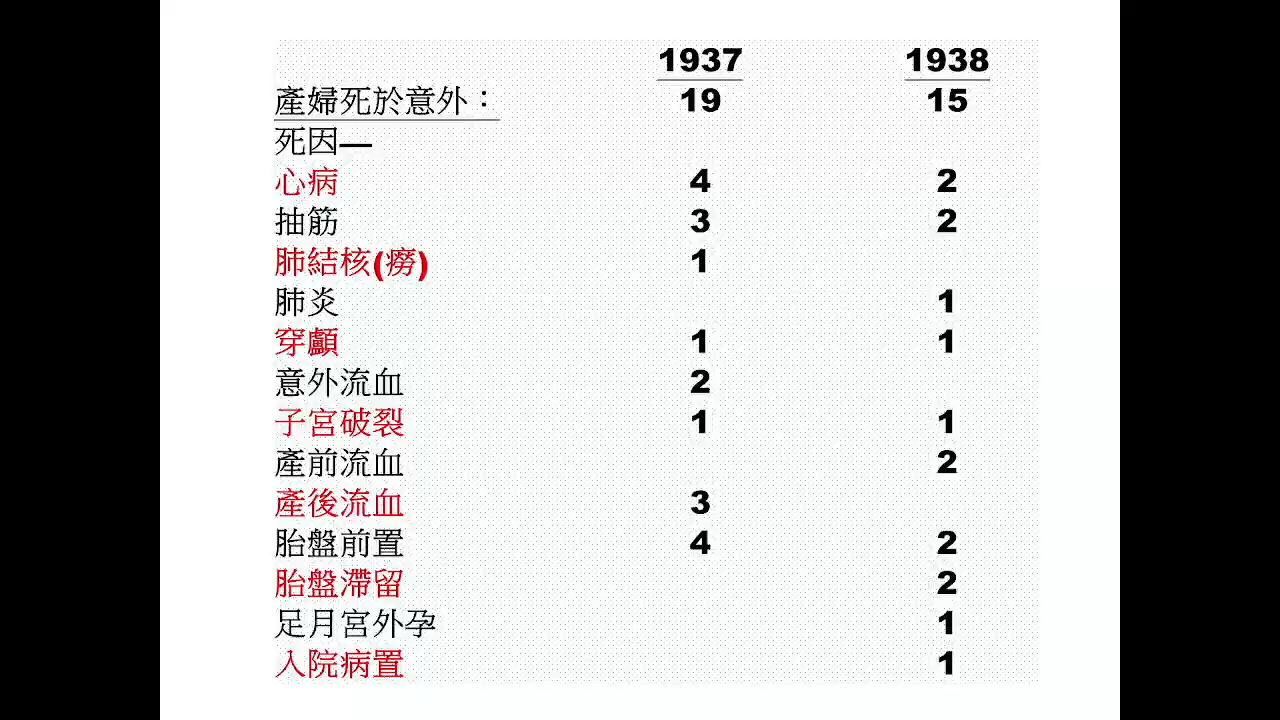 1937 1938
產婦死於意外： 19 15
死因—
心病 4 2
抽筋 3 2
肺結核(癆) 1
肺炎 1
穿顱 1 1
意外流血 2
子宮破裂 1 1
產前流血 2
產後流血 3
胎盤前置 4 2
胎盤滯留 2
足月宮外孕 1
入院病置 1